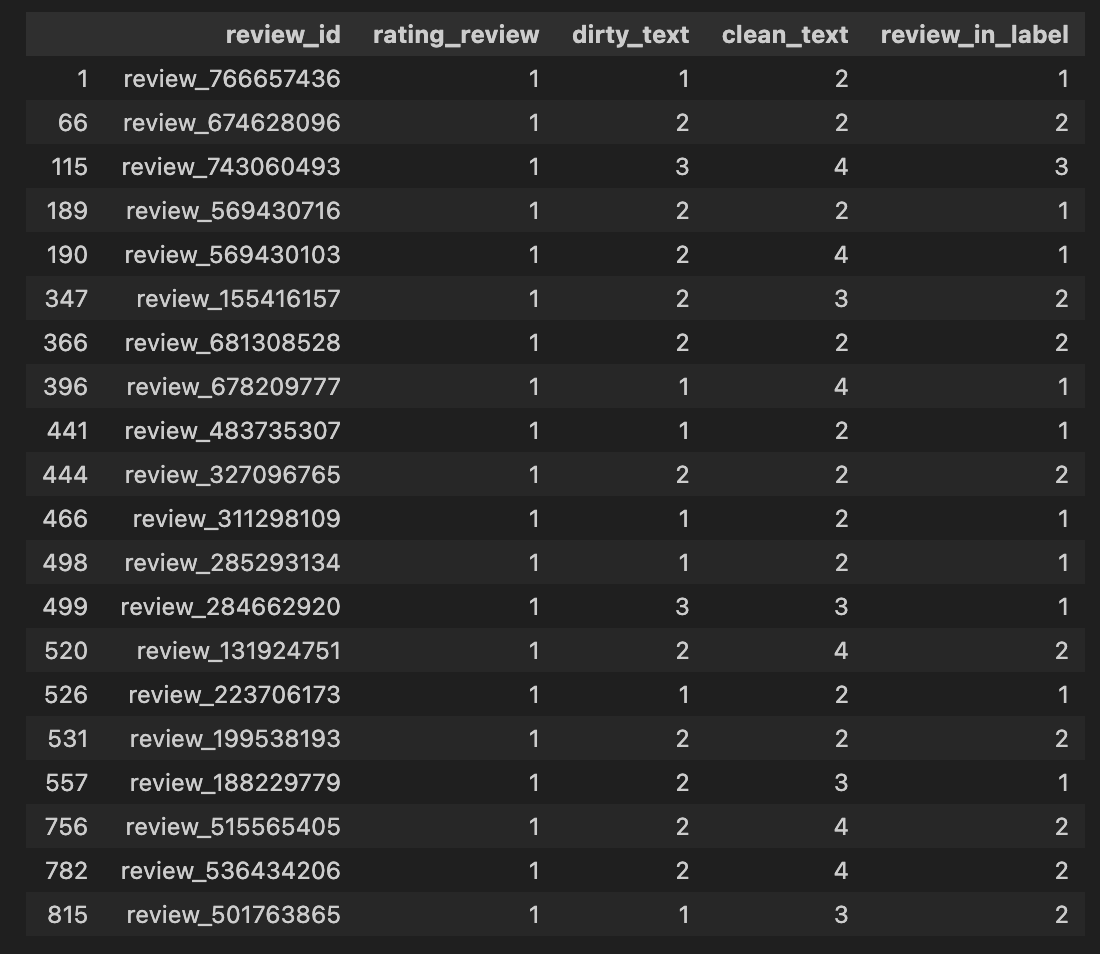 review_id rating_review dirty_text clean_text review_in_label
1 review_766657436 1 1 2 1
66 review_674628096 1 2 2 2
115 review_743060493 1 3 4 3
189 review_569430716 1 2 2 1
190 review_569430103 1 2 4 1
347 review_155416157 1 2 3 2
366 review_681308528 1 2 2 2
396 review_678209777 1 1 4 1
441 review_483735307 1 1 2 1
444 review_327096765 1 2 2 2
466 review_311298109 1 1 2 1
498 review_285293134 1 1 2 1
499 review_284662920 1 3 3 1
520 review_131924751 1 2 4 2
526 review_223706173 1 1 2 1
531 review_199538193 1 2 2 2
557 review_188229779 1 2 3 1
756 review_515565405 1 2 4 2
782 review_536434206 1 2 4 2
815 review_501763865 1 1 3 2